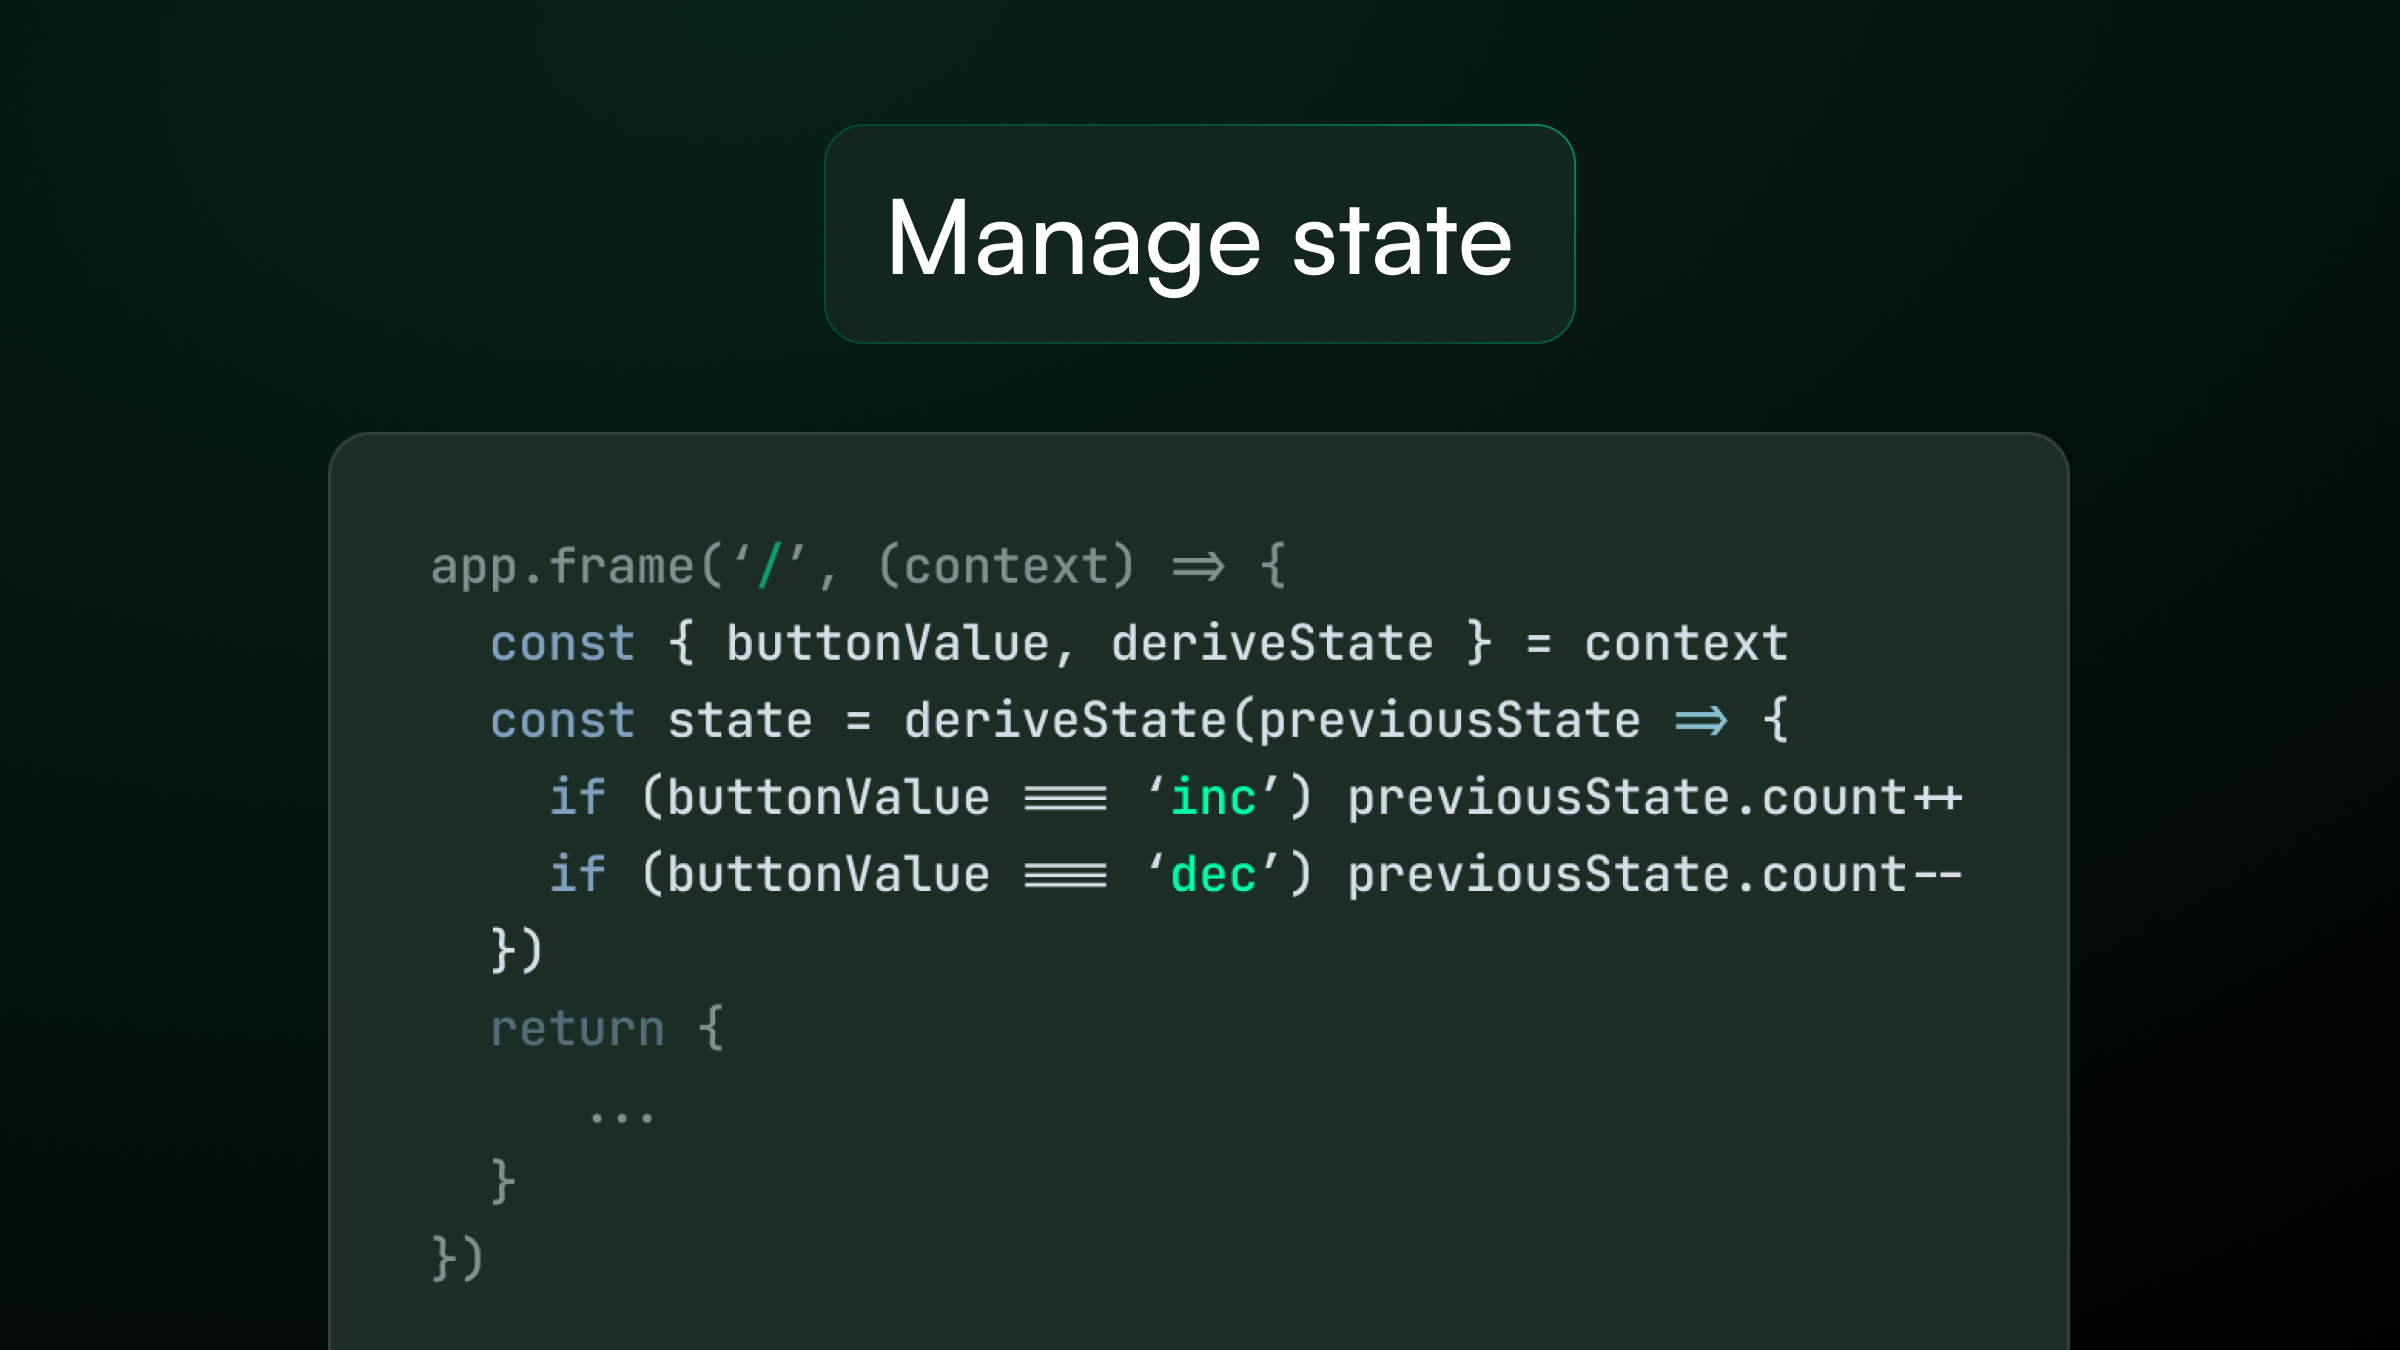 Manage state
app.frame(‘/’, (context) => {
  const { buttonValue, deriveState } = context
  const state = deriveState(previousState => {
    if (buttonValue === ‘inc’) previousState.count++
    if (buttonValue === ‘dec’) previousState.count--
  })
  return {
     ...
  }
})